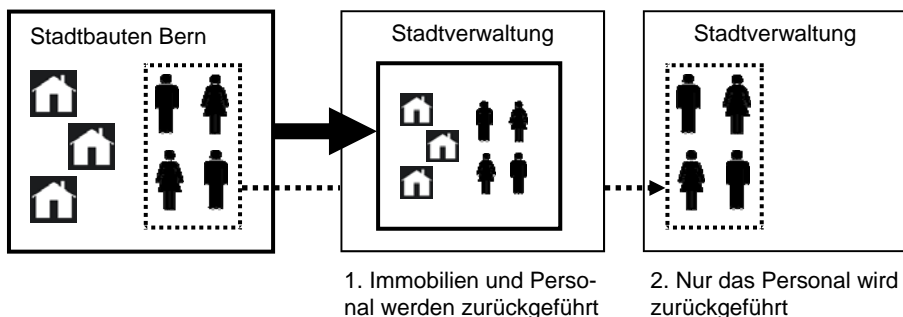 Stadtbauten Bern
Stadtverwaltung
Stadtverwaltung
1. Immobilien und Perso-
nal werden zurückgeführt
2. Nur das Personal wird
zurückgeführt